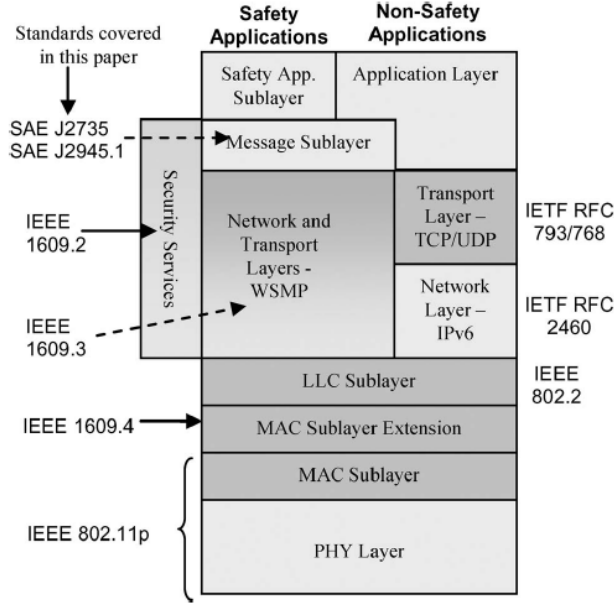 Safety
Applications
Non-Safety
Applications
Standards covered
in this paper
Safety App.
Sublayer
Application Layer
SAE J2735
SAE J2945.1
Message Sublayer
Security Services
IEEE
1609.2
Network and
Transport
Layers -
WSMP
Transport
Layer –
TCP/UDP
IETF RFC
793/768
IEEE
1609.3
Network
Layer –
IPv6
IETF RFC
2460
LLC Sublayer
IEEE
802.2
IEEE 1609.4
MAC Sublayer Extension
MAC Sublayer
IEEE 802.11p
PHY Layer